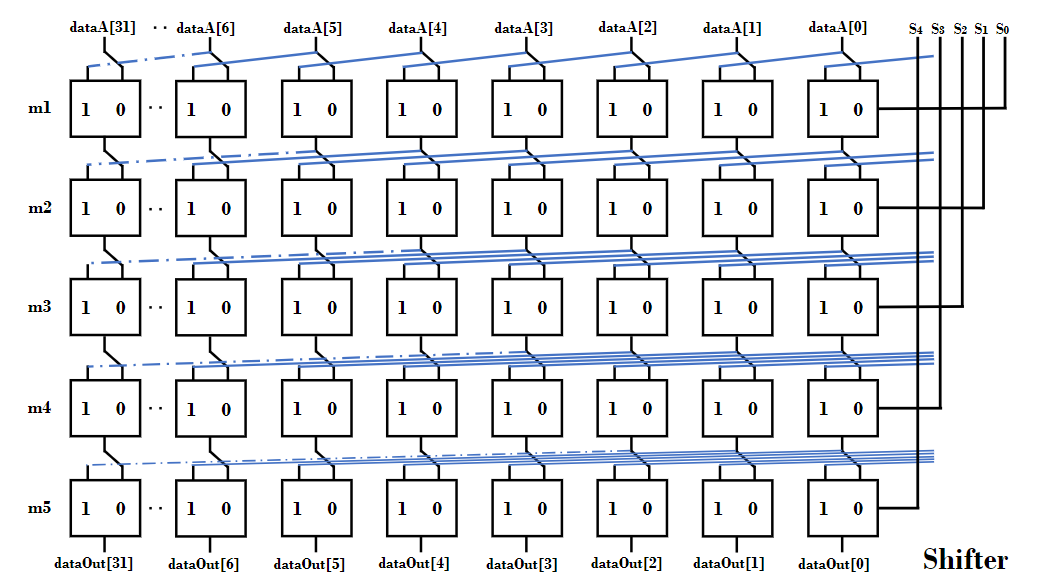 dataA[31] ·· dataA[6] dataA[5] dataA[4] dataA[3] dataA[2] dataA[1] dataA[0] S4 S3 S2 S1 S0
m1 1 0 ·· 1 0 1 0 1 0 1 0 1 0 1 0 1 0
m2 1 0 ·· 1 0 1 0 1 0 1 0 1 0 1 0 1 0
m3 1 0 ·· 1 0 1 0 1 0 1 0 1 0 1 0 1 0
m4 1 0 ·· 1 0 1 0 1 0 1 0 1 0 1 0 1 0
m5 1 0 ·· 1 0 1 0 1 0 1 0 1 0 1 0 1 0
dataOut[31] dataOut[6] dataOut[5] dataOut[4] dataOut[3] dataOut[2] dataOut[1] dataOut[0]
Shifter